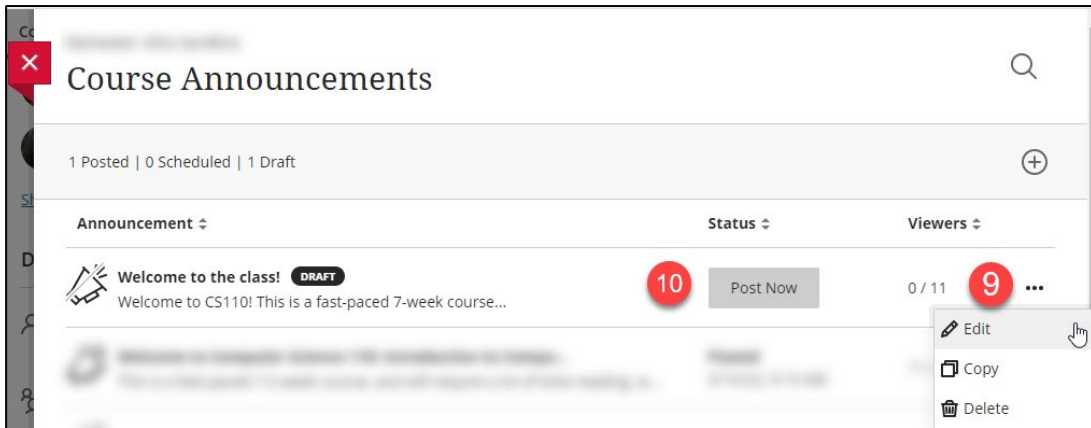 Course Announcements
1 Posted | 0 Scheduled | 1 Draft
Announcement Status Viewers
Welcome to the class! DRAFT
Welcome to CS110! This is a fast-paced 7-week course...
10 Post Now 0 / 11 9
Edit
Copy
Delete